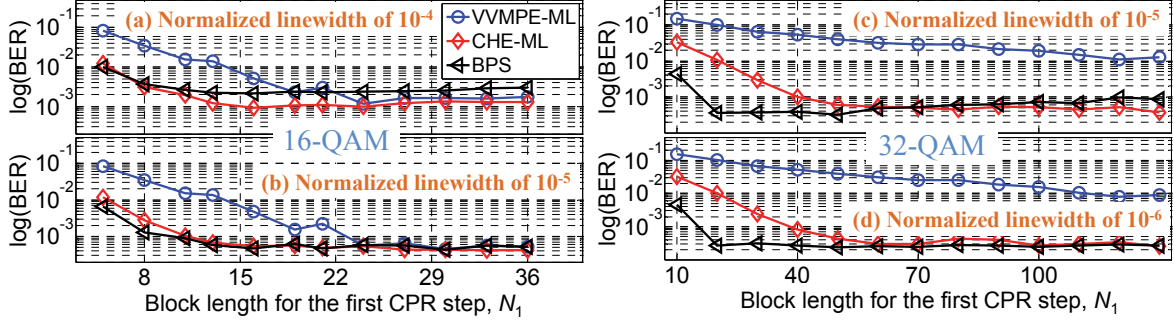 (a) Normalized linewidth of 10⁻⁴
VVMPE-ML
CHE-ML
BPS
log(BER)
10⁻¹
10⁻²
10⁻³
16-QAM
(b) Normalized linewidth of 10⁻⁵
log(BER)
10⁻¹
10⁻²
10⁻³
8 15 22 29 36
Block length for the first CPR step, N₁
(c) Normalized linewidth of 10⁻⁵
log(BER)
10⁻¹
10⁻²
10⁻³
32-QAM
(d) Normalized linewidth of 10⁻⁶
log(BER)
10⁻¹
10⁻²
10⁻³
10 40 70 100
Block length for the first CPR step, N₁